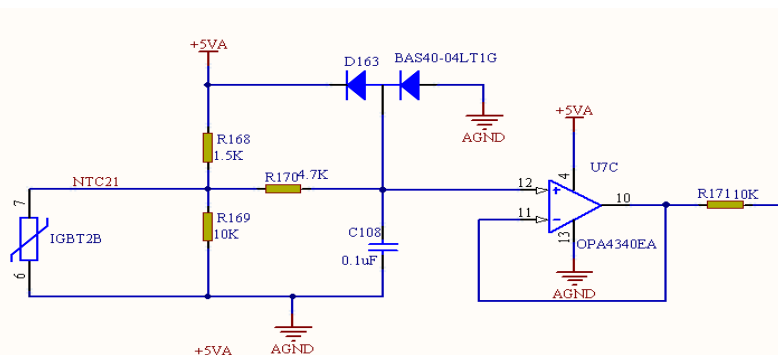 +5VA
D163
BAS40-04LT1G
AGND
+5VA
R168
1.5K
U7C
4
NTC21
R170
4.7K
12
10
R171
10K
7
R169
10K
11
IGBT2B
C108
0.1uF
13
OPA4340EA
6
AGND
AGND
+5VA